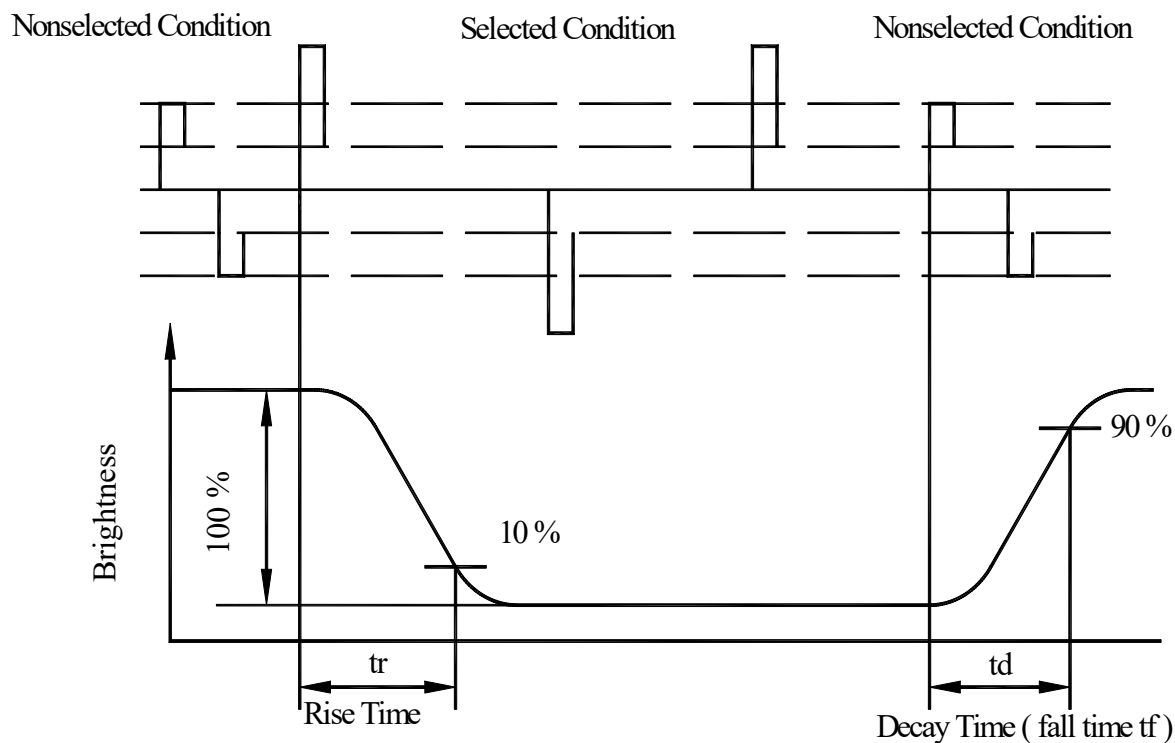 Nonselected Condition
Selected Condition
Nonselected Condition
Brightness
100 %
10 %
90 %
tr
Rise Time
td
Decay Time ( fall time tf )